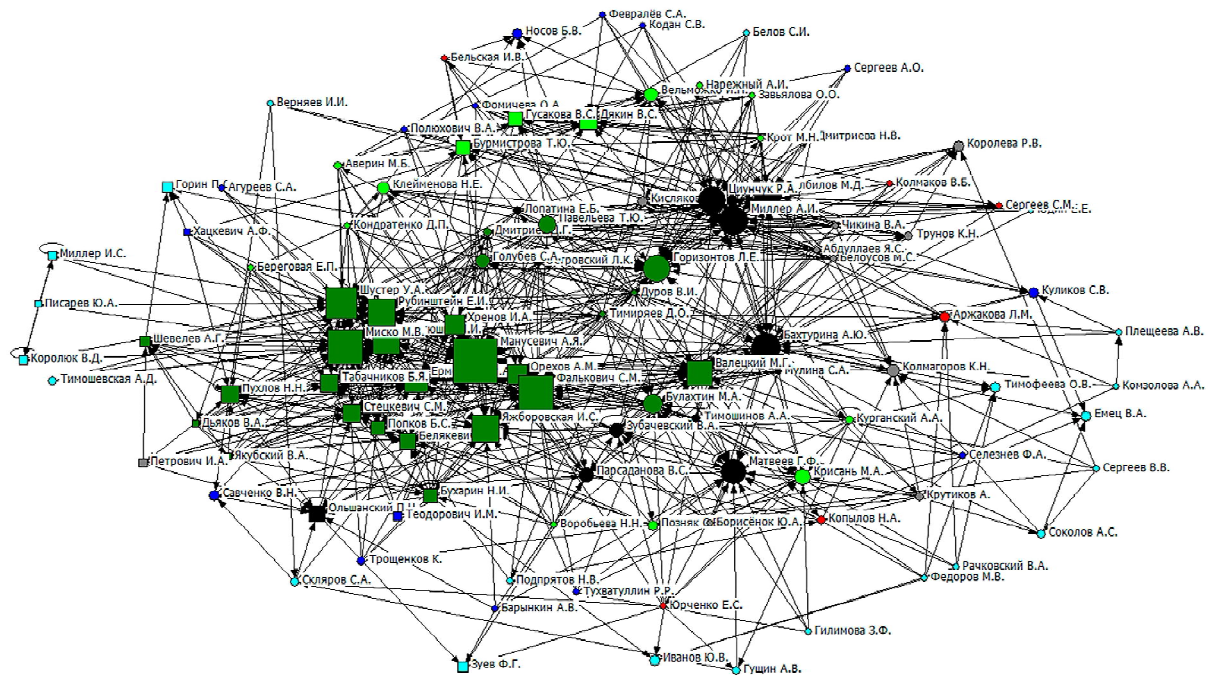 Февралёв С.А.
Кодан С.В.
Носов Б.В.
Белов С.И.
Бельская И.В.
Сергеев А.О.
Нарежный А.И.
Завьялова О.О.
Верняев И.И.
Фомичева О.А.
Гусакова В.С.
Дякин В.С.
Полюхович В.А.
Крот М.Н.
Дмитриева Н.В.
Бурмистрова Т.Ю.
Королева Р.В.
Аверин М.Б.
Горин П.
Агуреев С.А.
Клейменова Н.Е.
Циунчук Р.А.
Колмаков В.Б.
Кисляков
Лопатина Е.Б.
Миллер А.И.
Сергеев С.М.
Павельева Т.Ю.
Кондратенко Д.П.
Хацкевич А.Ф.
Чикина В.А.
Трунов К.Н.
Миллер И.С.
Голубев С.А.
Горизонтов Л.Е.
Абдуллаев Я.С.
Белоусов М.С.
Береговая Е.П.
Шустер У.А.
Дуров В.И.
Куликов С.В.
Писарев Ю.А.
Рубинштейн Е.И.
Тимиряев Д.О.
Хренов И.А.
Аржакова Л.М.
Миско М.В.
Плещеева А.В.
Шевелев А.Г.
Манусевич А.Я.
Бахтурина А.Ю.
Королюк В.Д.
Орехов А.М.
Валецкий М.Г.
Колмагоров К.Н.
Тимошевская А.Д.
Табачников Б.Я.
Фалькович С.М.
Тимофеева О.В.
Комзолова А.А.
Пухлов Н.Н.
Булахтин М.А.
Стецкевич С.М.
Тимошинов А.А.
Курганский А.А.
Емец В.А.
Дьяков В.А.
Попков Б.С.
Яжборовская И.С.
Зубачевский В.А.
Белякевич
Якубский В.А.
Петрович И.А.
Селезнев Ф.А.
Матвеев Г.Ф.
Парсаданова В.С.
Крисань М.А.
Сергеев В.В.
Савченко В.Н.
Бухарин Н.И.
Крутиков А.
Ольшанский П.Н.
Теодорович И.М.
Воробьева Н.Н.
Позняк
Борисёнок Ю.А.
Копылов Н.А.
Соколов А.С.
Трощенков К.
Рачковский В.А.
Скляров С.А.
Подпрятов Н.В.
Федоров М.В.
Тухватуллин Р.Р.
Барынкин А.В.
Юрченко Е.С.
Гилимова З.Ф.
Зуев Ф.Г.
Иванов Ю.В.
Гущин А.В.